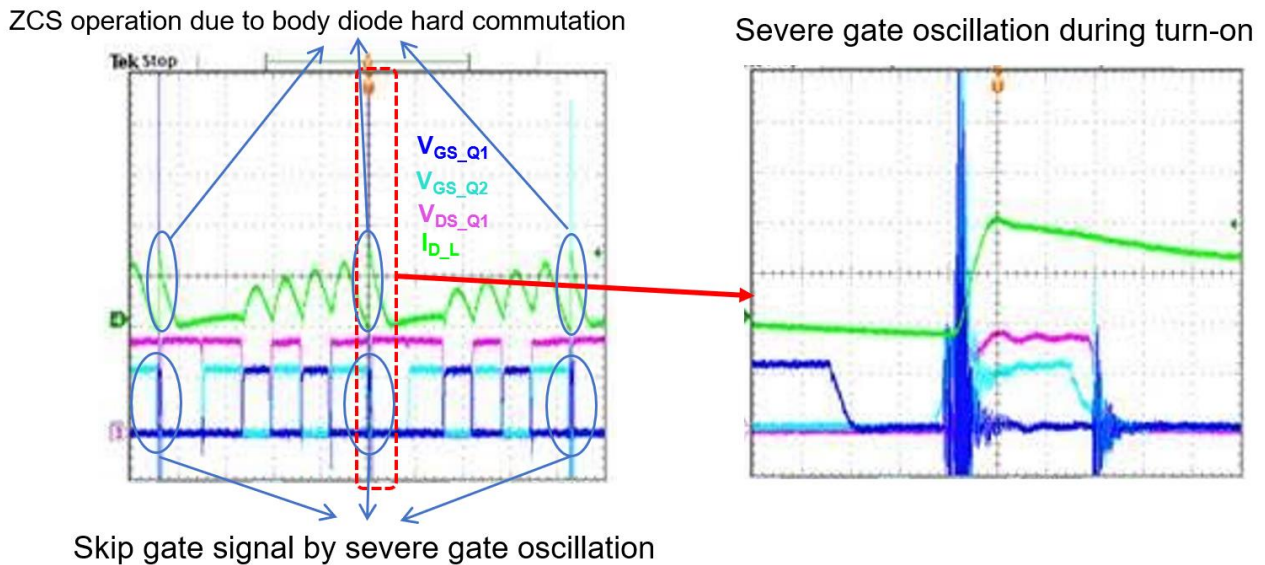 ZCS operation due to body diode hard commutation
Severe gate oscillation during turn-on
Tek Stop
VGS_Q1
VGS_Q2
VDS_Q1
ID_L
Skip gate signal by severe gate oscillation